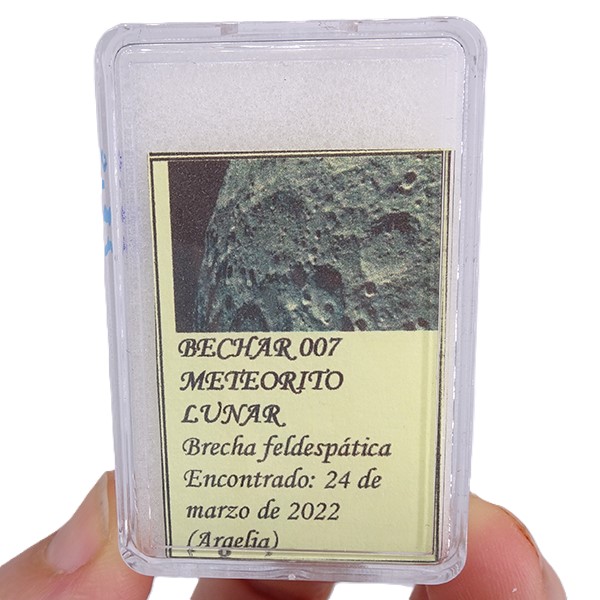 BECHAR 007
METEORITO
LUNAR
Brecha feldespática
Encontrado: 24 de
marzo de 2022
(Argelia)